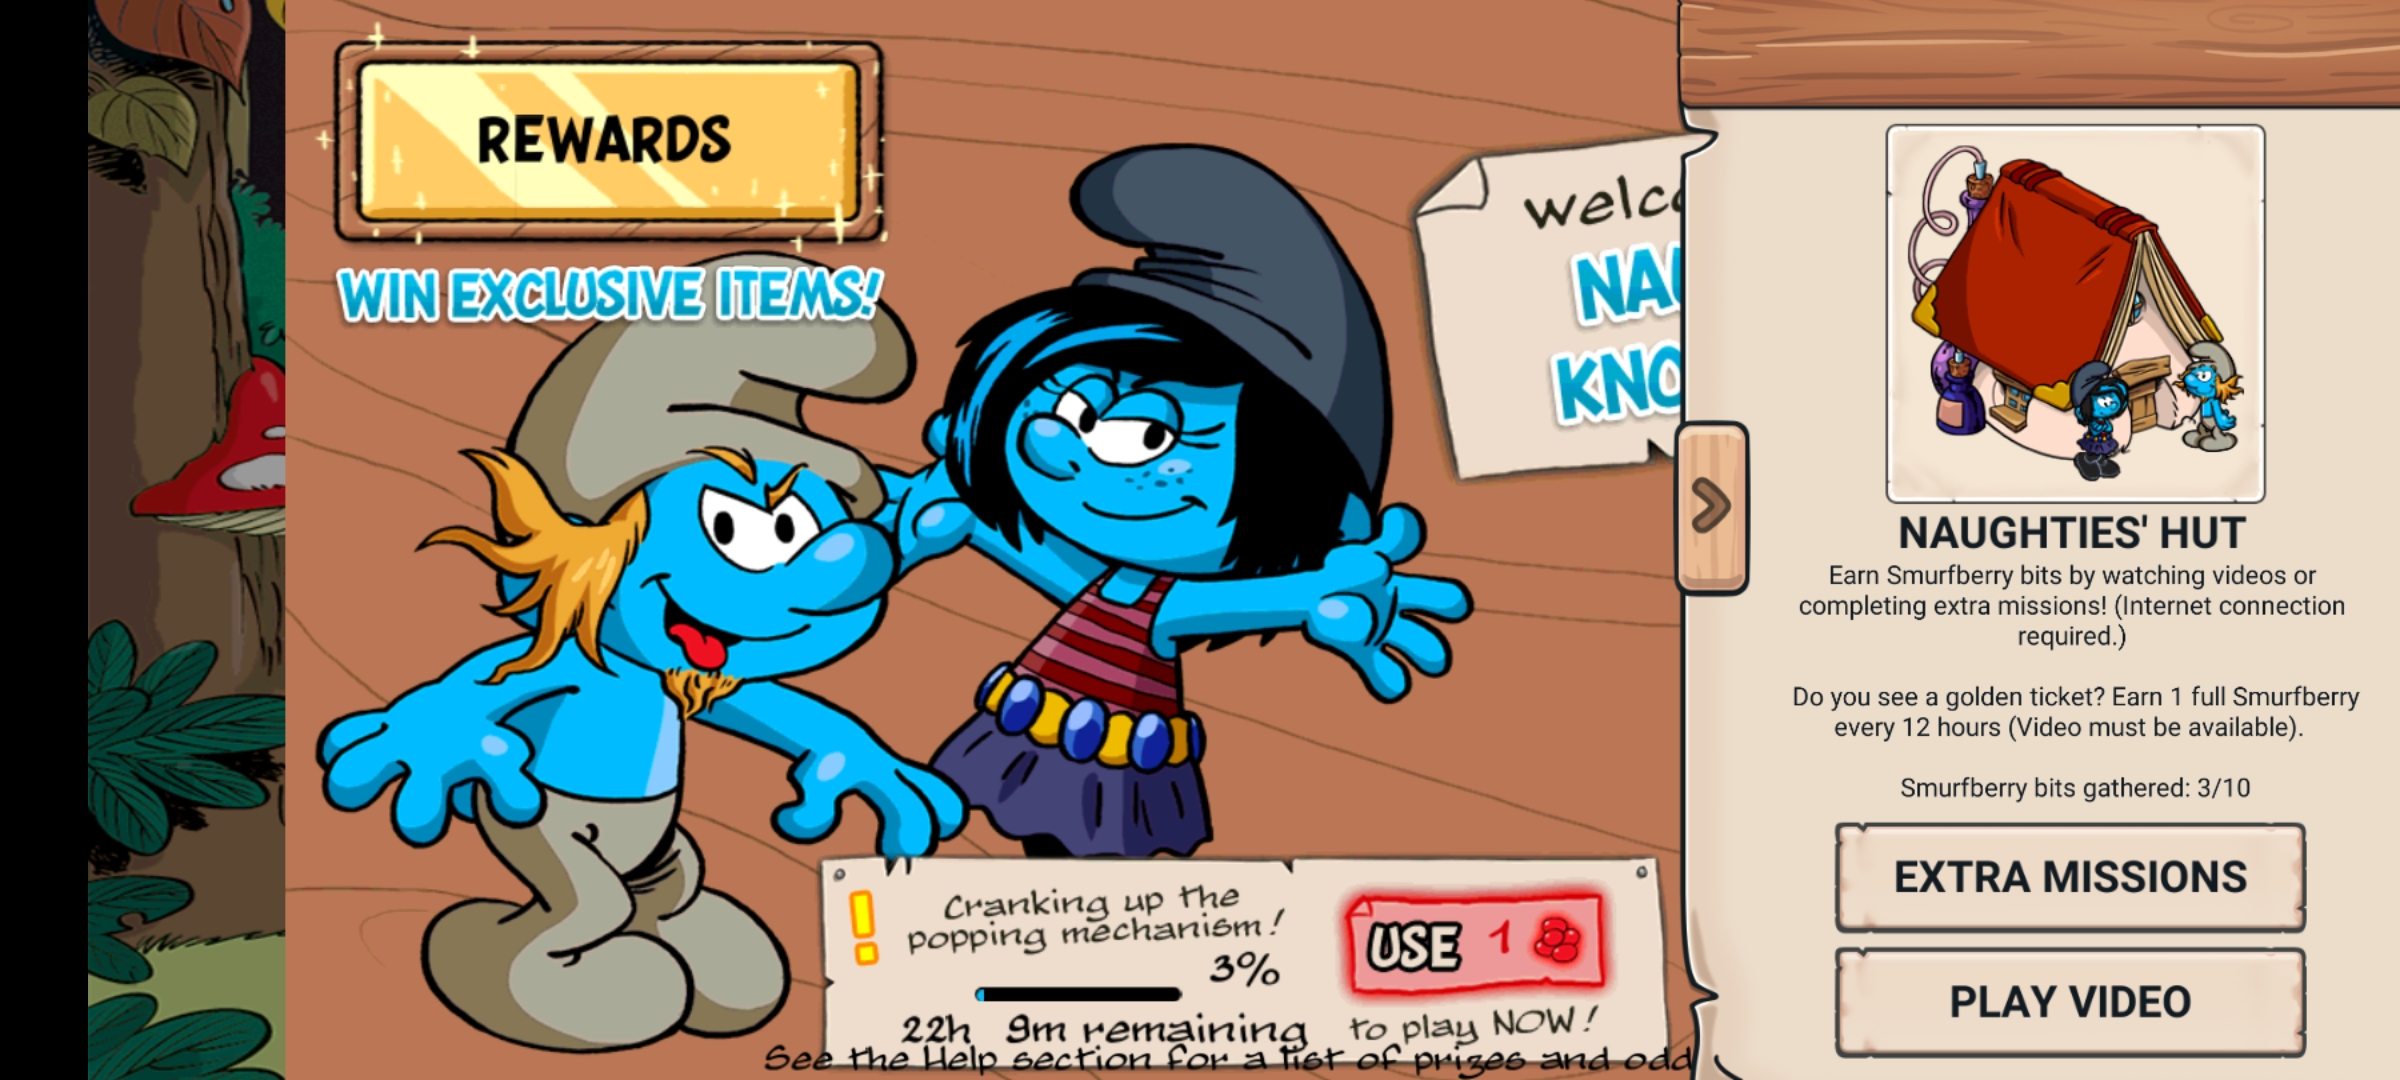 REWARDS
WIN EXCLUSIVE ITEMS!
Cranking up the
popping mechanism!
3%
22h 9m remaining
USE 1
to play NOW!
See the Help section for a list of prizes and odd
NAUGHTIES' HUT
Earn Smurfberry bits by watching videos or
completing extra missions! (Internet connection
required.)
Do you see a golden ticket? Earn 1 full Smurfberry
every 12 hours (Video must be available).
Smurfberry bits gathered: 3/10
EXTRA MISSIONS
PLAY VIDEO